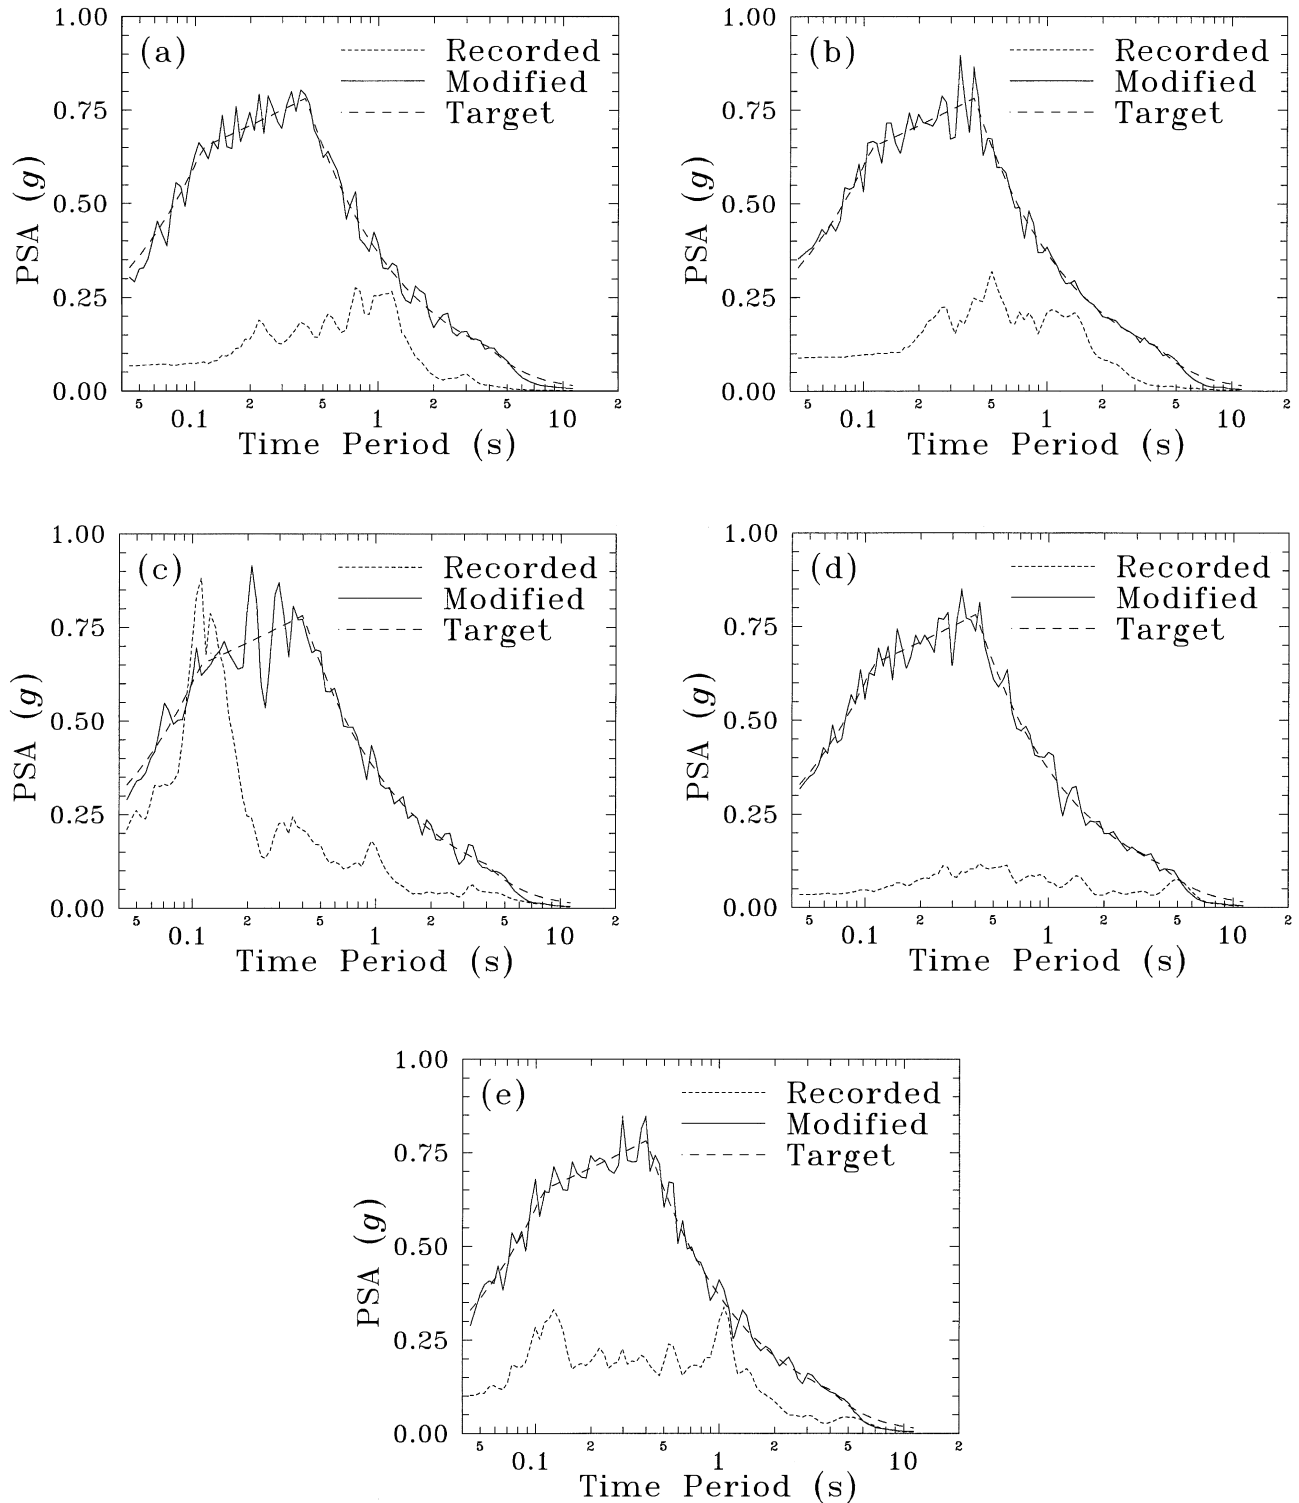 (a)
Recorded
Modified
Target
1.00
0.75
0.50
0.25
0.00
PSA (g)
5 0.1 2 5 1 2 5 10 2
Time Period (s)
(b)
Recorded
Modified
Target
1.00
0.75
0.50
0.25
0.00
PSA (g)
5 0.1 2 5 1 2 5 10 2
Time Period (s)
(c)
Recorded
Modified
Target
1.00
0.75
0.50
0.25
0.00
PSA (g)
5 0.1 2 5 1 2 5 10 2
Time Period (s)
(d)
Recorded
Modified
Target
1.00
0.75
0.50
0.25
0.00
PSA (g)
5 0.1 2 5 1 2 5 10 2
Time Period (s)
(e)
Recorded
Modified
Target
1.00
0.75
0.50
0.25
0.00
PSA (g)
5 0.1 2 5 1 2 5 10 2
Time Period (s)